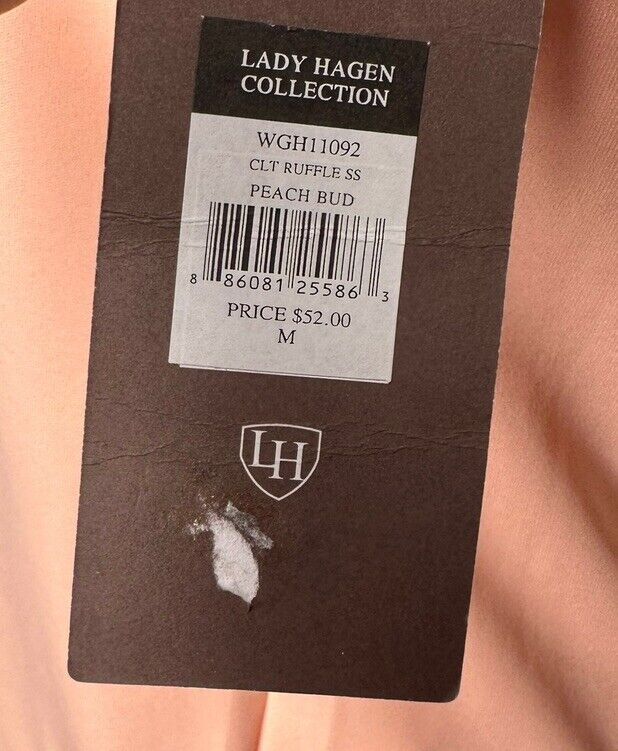 LADY HAGEN
COLLECTION
WGH11092
CLT RUFFLE SS
PEACH BUD
8 86081 25586 3
PRICE $52.00
M
LH